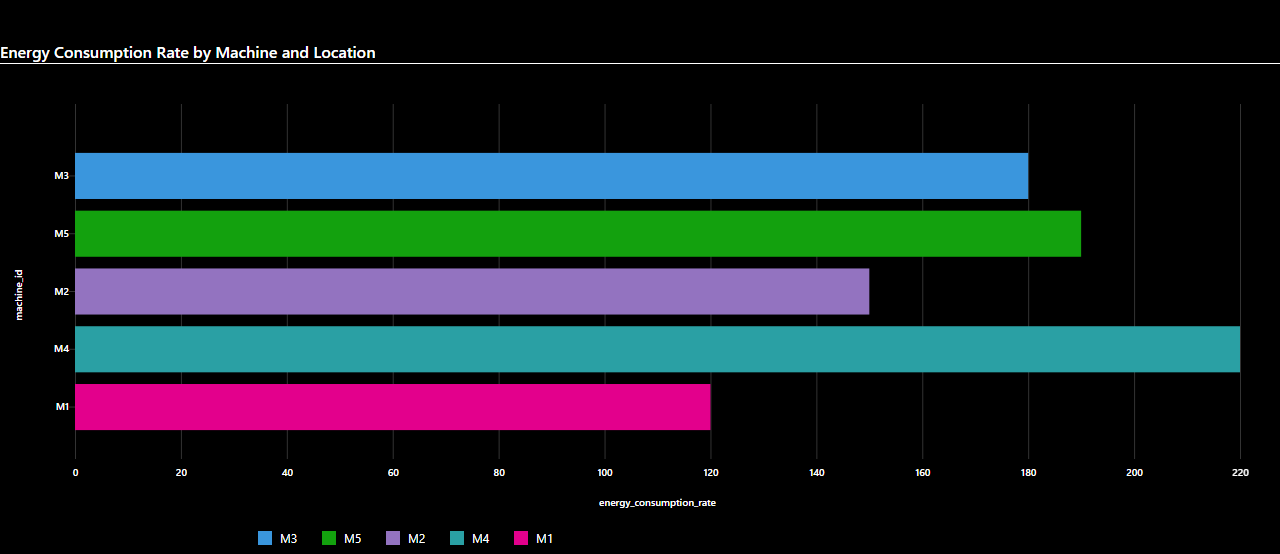 Energy Consumption Rate by Machine and Location
M3
M5
M2
M4
M1
machine_id
0 20 40 60 80 100 120 140 160 180 200 220
energy_consumption_rate
M3 M5 M2 M4 M1